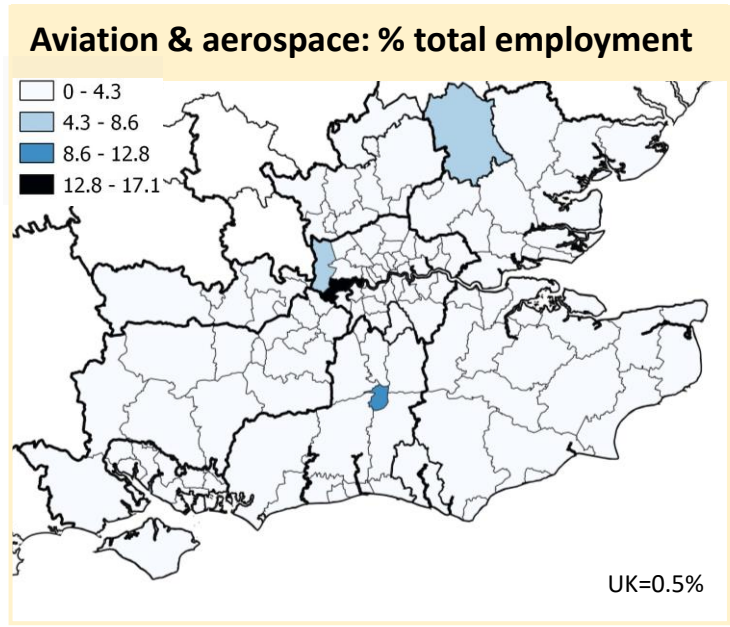 Aviation & aerospace: % total employment
0 - 4.3
4.3 - 8.6
8.6 - 12.8
12.8 - 17.1
UK=0.5%